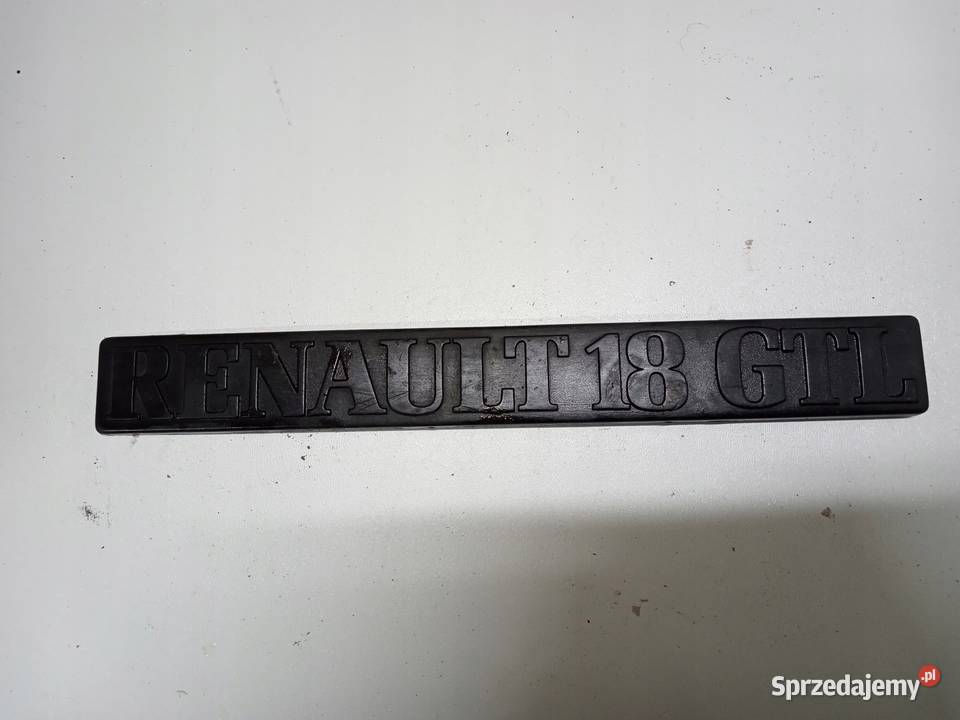 RENAULT 18 GTL
Sprzedajemy.pl